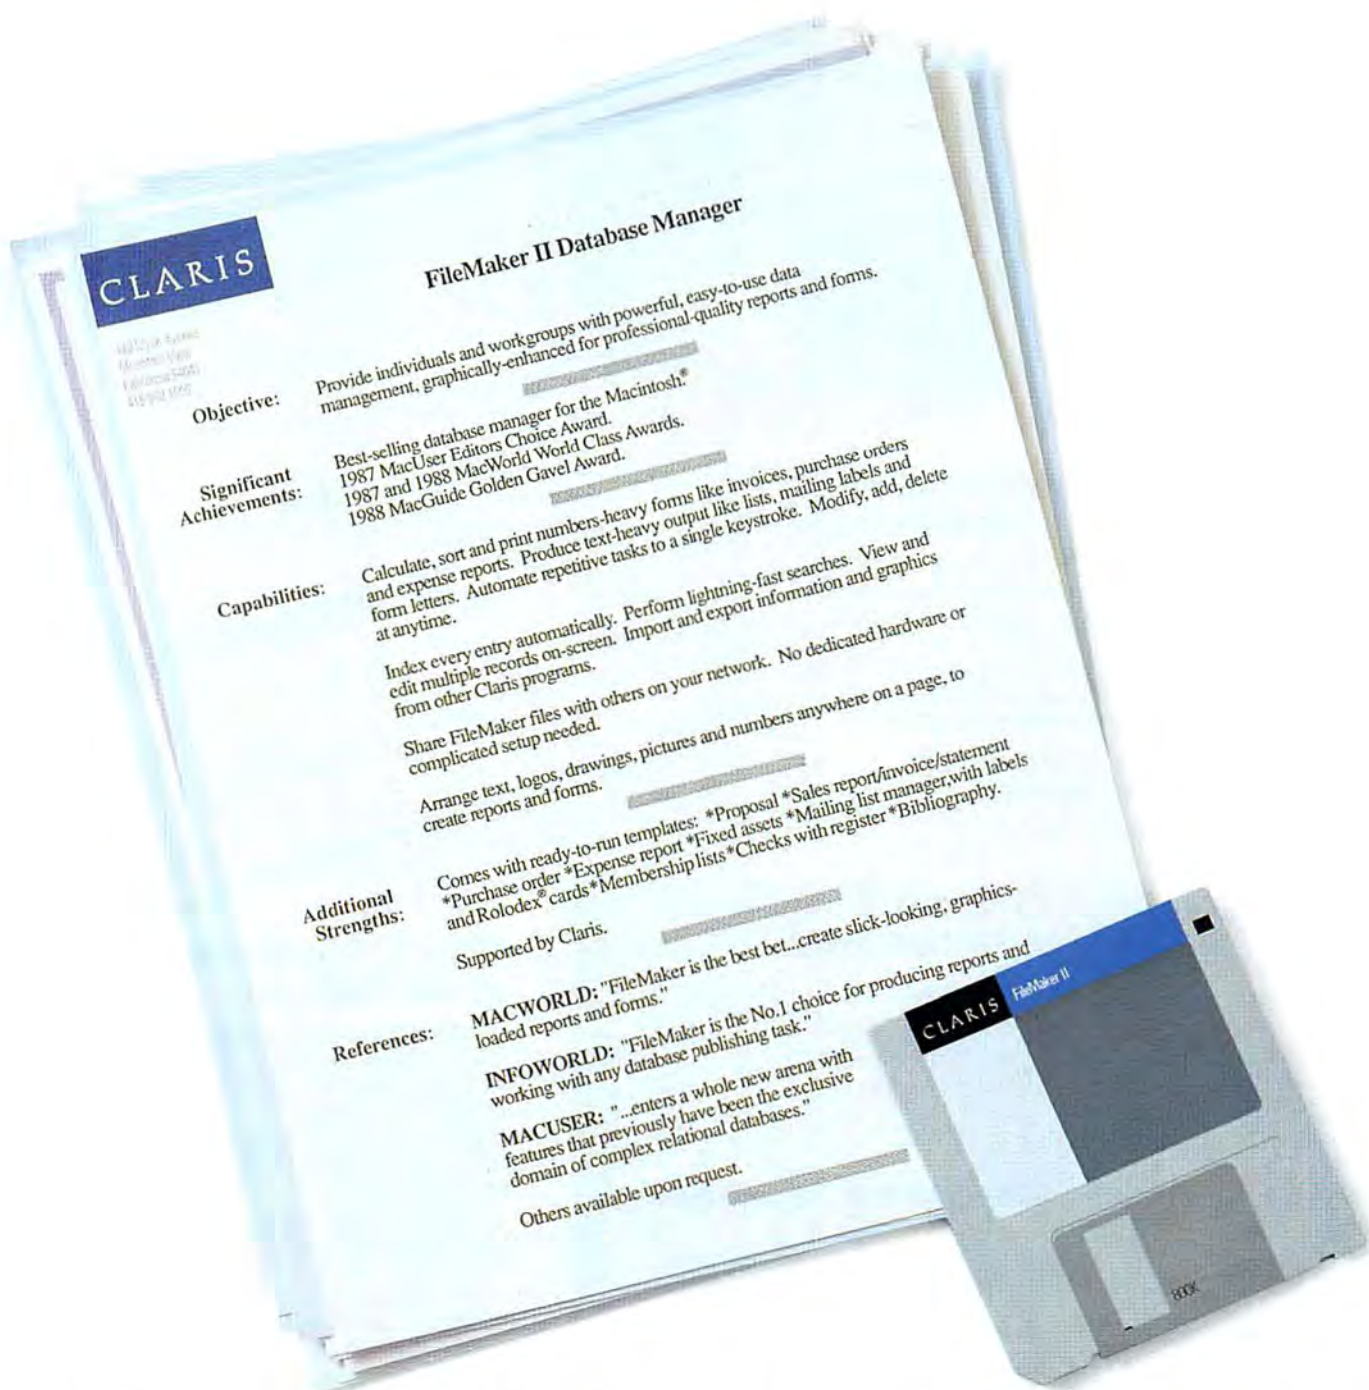 CLARIS
FileMaker II Database Manager
Mountain View
Objective:
Provide individuals and workgroups with powerful, easy-to-use data
management, graphically-enhanced for professional-quality reports and forms.
Significant
Achievements:
Best-selling database manager for the Macintosh.®
1987 MacUser Editors Choice Award.
1987 and 1988 MacWorld World Class Awards.
1988 MacGuide Golden Gavel Award.
Capabilities:
Calculate, sort and print numbers-heavy forms like invoices, purchase orders
and expense reports. Produce text-heavy output like lists, mailing labels and
form letters. Automate repetitive tasks to a single keystroke. Modify, add, delete
at anytime.
Index every entry automatically. Perform lightning-fast searches. View and
edit multiple records on-screen. Import and export information and graphics
from other Claris programs.
Share FileMaker files with others on your network. No dedicated hardware or
complicated setup needed.
Arrange text, logos, drawings, pictures and numbers anywhere on a page, to
create reports and forms.
Additional
Strengths:
Comes with ready-to-run templates: *Proposal *Sales report/invoice/statement
*Purchase order *Expense report *Fixed assets *Mailing list manager,with labels
and Rolodex® cards*Membership lists*Checks with register *Bibliography.
Supported by Claris.
References:
MACWORLD: "FileMaker is the best bet...create slick-looking, graphics-
loaded reports and forms."
INFOWORLD: "FileMaker is the No.1 choice for producing reports and
working with any database publishing task."
MACUSER: "...enters a whole new arena with
features that previously have been the exclusive
domain of complex relational databases."
Others available upon request.
CLARIS
FileMaker II
800K